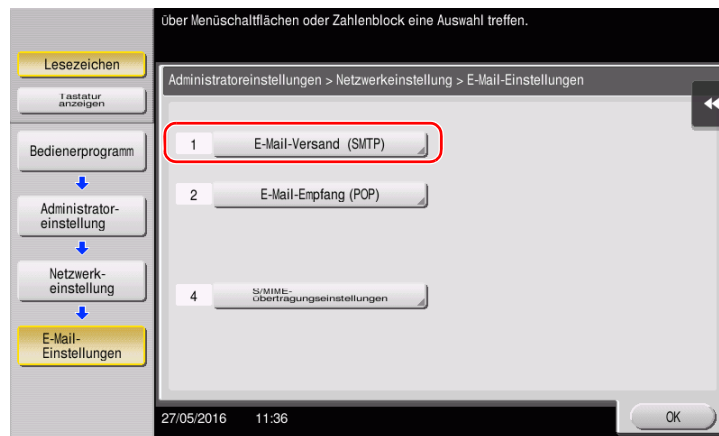 über Menüschaltflächen oder Zahlenblock eine Auswahl treffen.
Lesezeichen
Tastatur
anzeigen
Bedienerprogramm
Administrator-
einstellung
Netzwerk-
einstellung
E-Mail-
Einstellungen
Administratoreinstellungen > Netzwerkeinstellung > E-Mail-Einstellungen
1 E-Mail-Versand (SMTP)
2 E-Mail-Empfang (POP)
4 S/MIME-
übertragungseinstellungen
27/05/2016 11:36
OK